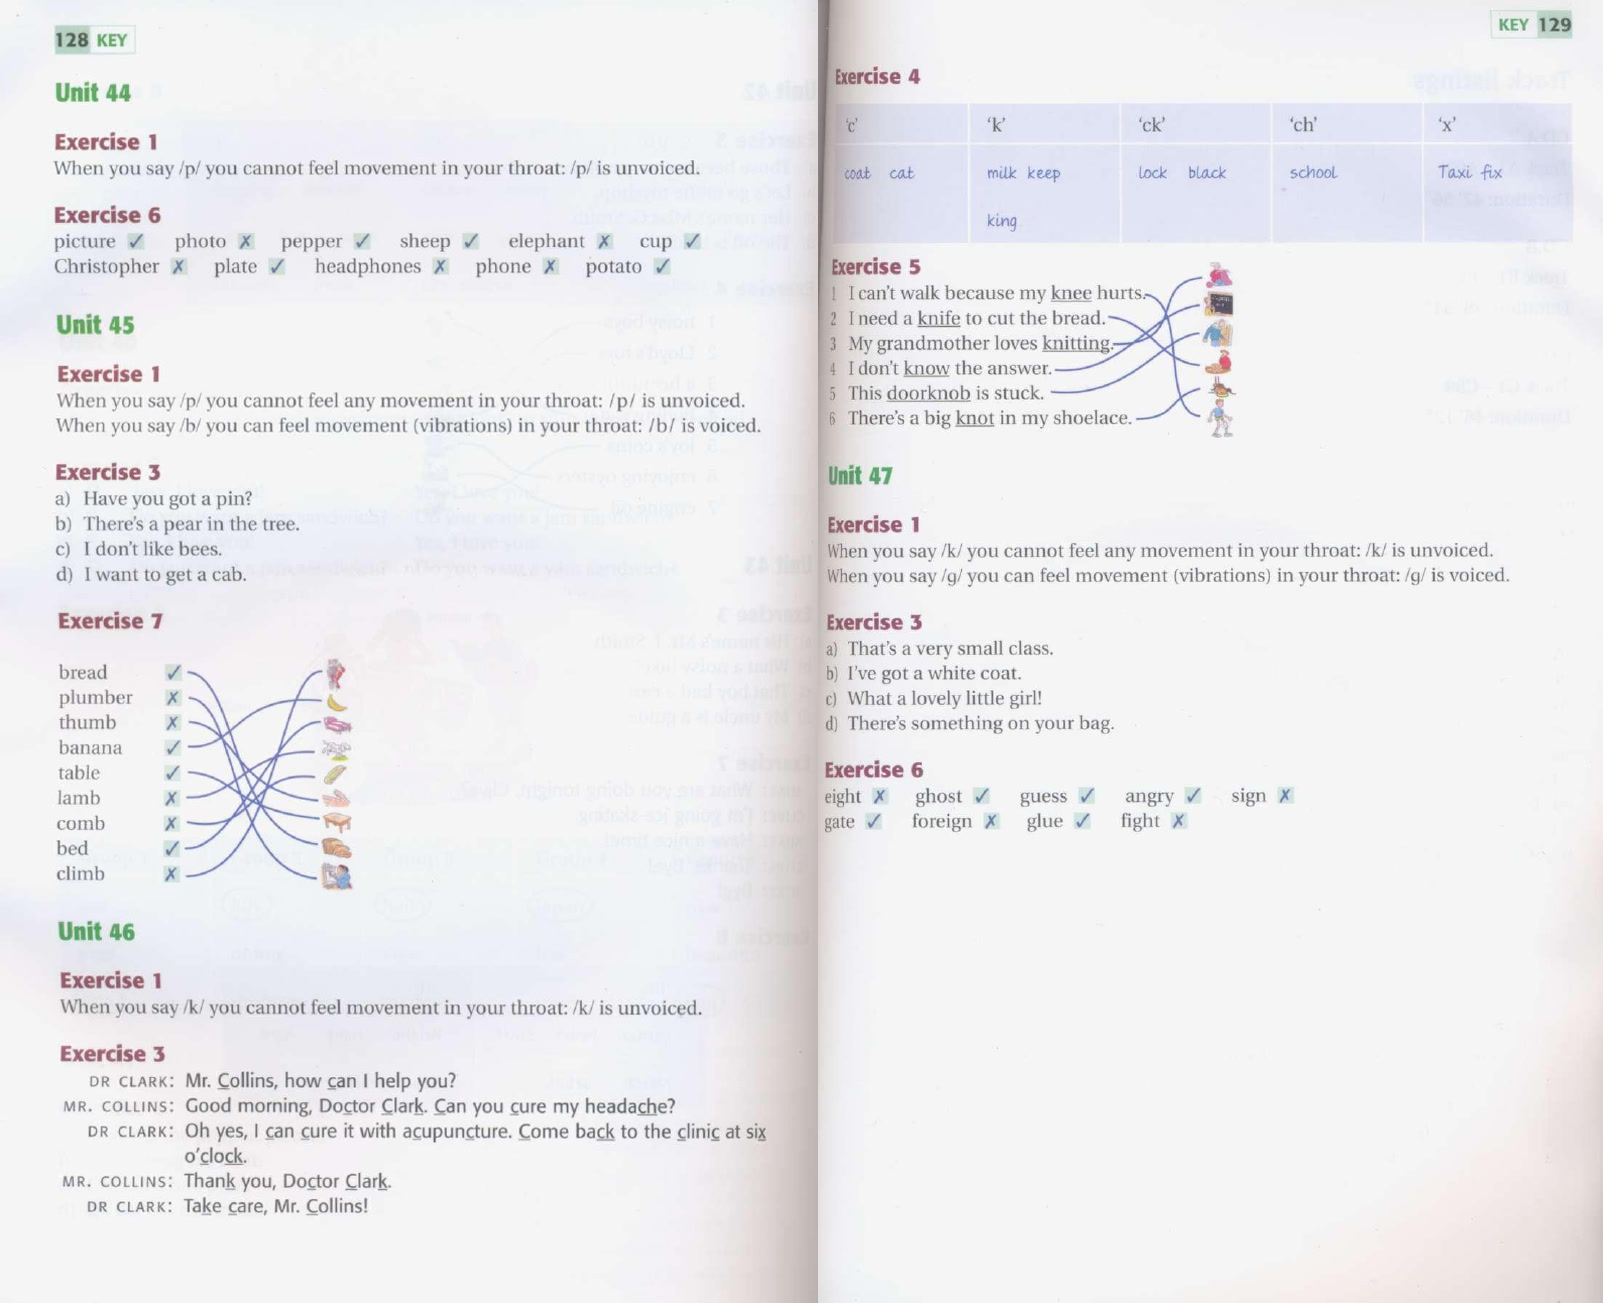 128 KEY
Unit 44
Exercise 1
When you say /p/ you cannot feel movement in your throat: /p/ is unvoiced.
Exercise 6
picture ✓ photo ✗ pepper ✓ sheep ✓ elephant ✗ cup ✓
Christopher ✗ plate ✓ headphones ✗ phone ✗ potato ✓
Unit 45
Exercise 1
When you say /p/ you cannot feel any movement in your throat: /p/ is unvoiced.
When you say /b/ you can feel movement (vibrations) in your throat: /b/ is voiced.
Exercise 3
a) Have you got a pin?
b) There's a pear in the tree.
c) I don't like bees.
d) I want to get a cab.
Exercise 7
bread ✓
plumber ✗
thumb ✗
banana ✓
table ✓
lamb ✗
comb ✗
bed ✓
climb ✗
Unit 46
Exercise 1
When you say /k/ you cannot feel movement in your throat: /k/ is unvoiced.
Exercise 3
DR CLARK: Mr. Collins, how can I help you?
MR. COLLINS: Good morning, Doctor Clark. Can you cure my headache?
DR CLARK: Oh yes, I can cure it with acupuncture. Come back to the clinic at six
o'clock.
MR. COLLINS: Thank you, Doctor Clark.
DR CLARK: Take care, Mr. Collins!
KEY 129
Exercise 4
'c' 'k' 'ck' 'ch' 'x'
coat cat milk keep lock black school Taxi fix
king
Exercise 5
1 I can't walk because my knee hurts.
2 I need a knife to cut the bread.
3 My grandmother loves knitting.
4 I don't know the answer.
5 This doorknob is stuck.
6 There's a big knot in my shoelace.
Unit 47
Exercise 1
When you say /k/ you cannot feel any movement in your throat: /k/ is unvoiced.
When you say /g/ you can feel movement (vibrations) in your throat: /g/ is voiced.
Exercise 3
a) That's a very small class.
b) I've got a white coat.
c) What a lovely little girl!
d) There's something on your bag.
Exercise 6
eight ✗ ghost ✓ guess ✓ angry ✓ sign ✗
gate ✓ foreign ✗ glue ✓ fight ✗